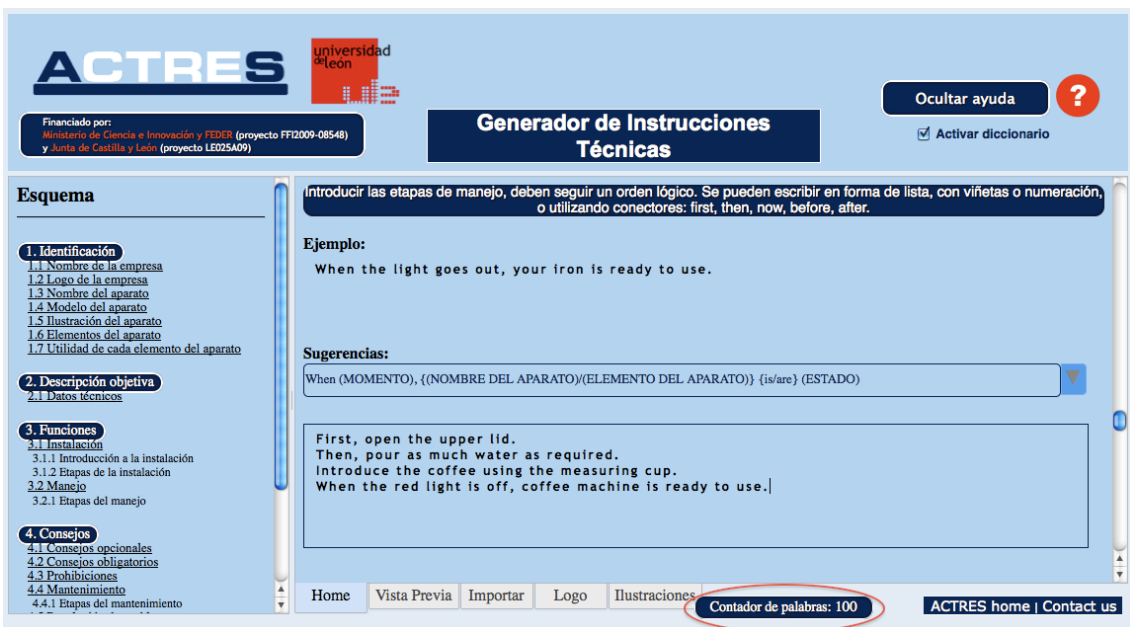 ACTRES
universidad
de león
ule
Financiado por:
Ministerio de Ciencia e Innovación y FEDER (proyecto FFI2009-08548)
y Junta de Castilla y León (proyecto LE025A09)
Generador de Instrucciones
Técnicas
Ocultar ayuda
?
Activar diccionario
Esquema
1. Identificación
1.1 Nombre de la empresa
1.2 Logo de la empresa
1.3 Nombre del aparato
1.4 Modelo del aparato
1.5 Ilustración del aparato
1.6 Elementos del aparato
1.7 Utilidad de cada elemento del aparato
2. Descripción objetiva
2.1 Datos técnicos
3. Funciones
3.1 Instalación
3.1.1 Introducción a la instalación
3.1.2 Etapas de la instalación
3.2 Manejo
3.2.1 Etapas del manejo
4. Consejos
4.1 Consejos opcionales
4.2 Consejos obligatorios
4.3 Prohibiciones
4.4 Mantenimiento
4.4.1 Etapas del mantenimiento
Introducir las etapas de manejo, deben seguir un orden lógico. Se pueden escribir en forma de lista, con viñetas o numeración,
o utilizando conectores: first, then, now, before, after.
Ejemplo:
When the light goes out, your iron is ready to use.
Sugerencias:
When (MOMENTO), {(NOMBRE DEL APARATO)/(ELEMENTO DEL APARATO)} {is/are} (ESTADO)
First, open the upper lid.
Then, pour as much water as required.
Introduce the coffee using the measuring cup.
When the red light is off, coffee machine is ready to use.
Home
Vista Previa
Importar
Logo
Ilustraciones
Contador de palabras: 100
ACTRES home | Contact us